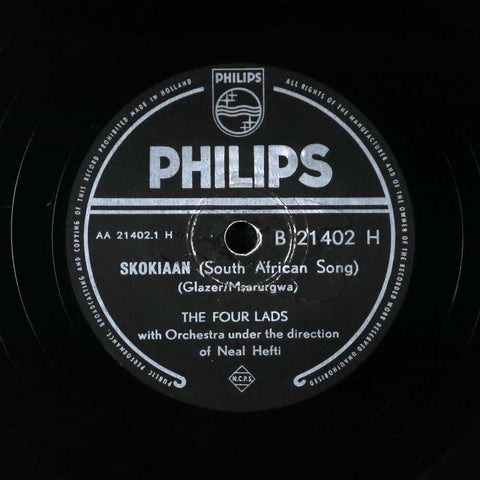 PHILIPS
PHILIPS
AA 21402.1 H
B 21402 H
SKOKIAAN (South African Song)
(Glazer/Msarurgwa)
THE FOUR LADS
with Orchestra under the direction
of Neal Hefti
N.C.P.S.
PUBLIC PERFORMANCE, BROADCASTING AND COPYING OF THIS RECORD PROHIBITED MADE IN HOLLAND
ALL RIGHTS OF THE MANUFACTURER AND OF THE OWNER OF THE RECORDED WORK RESERVED UNAUTHORISED